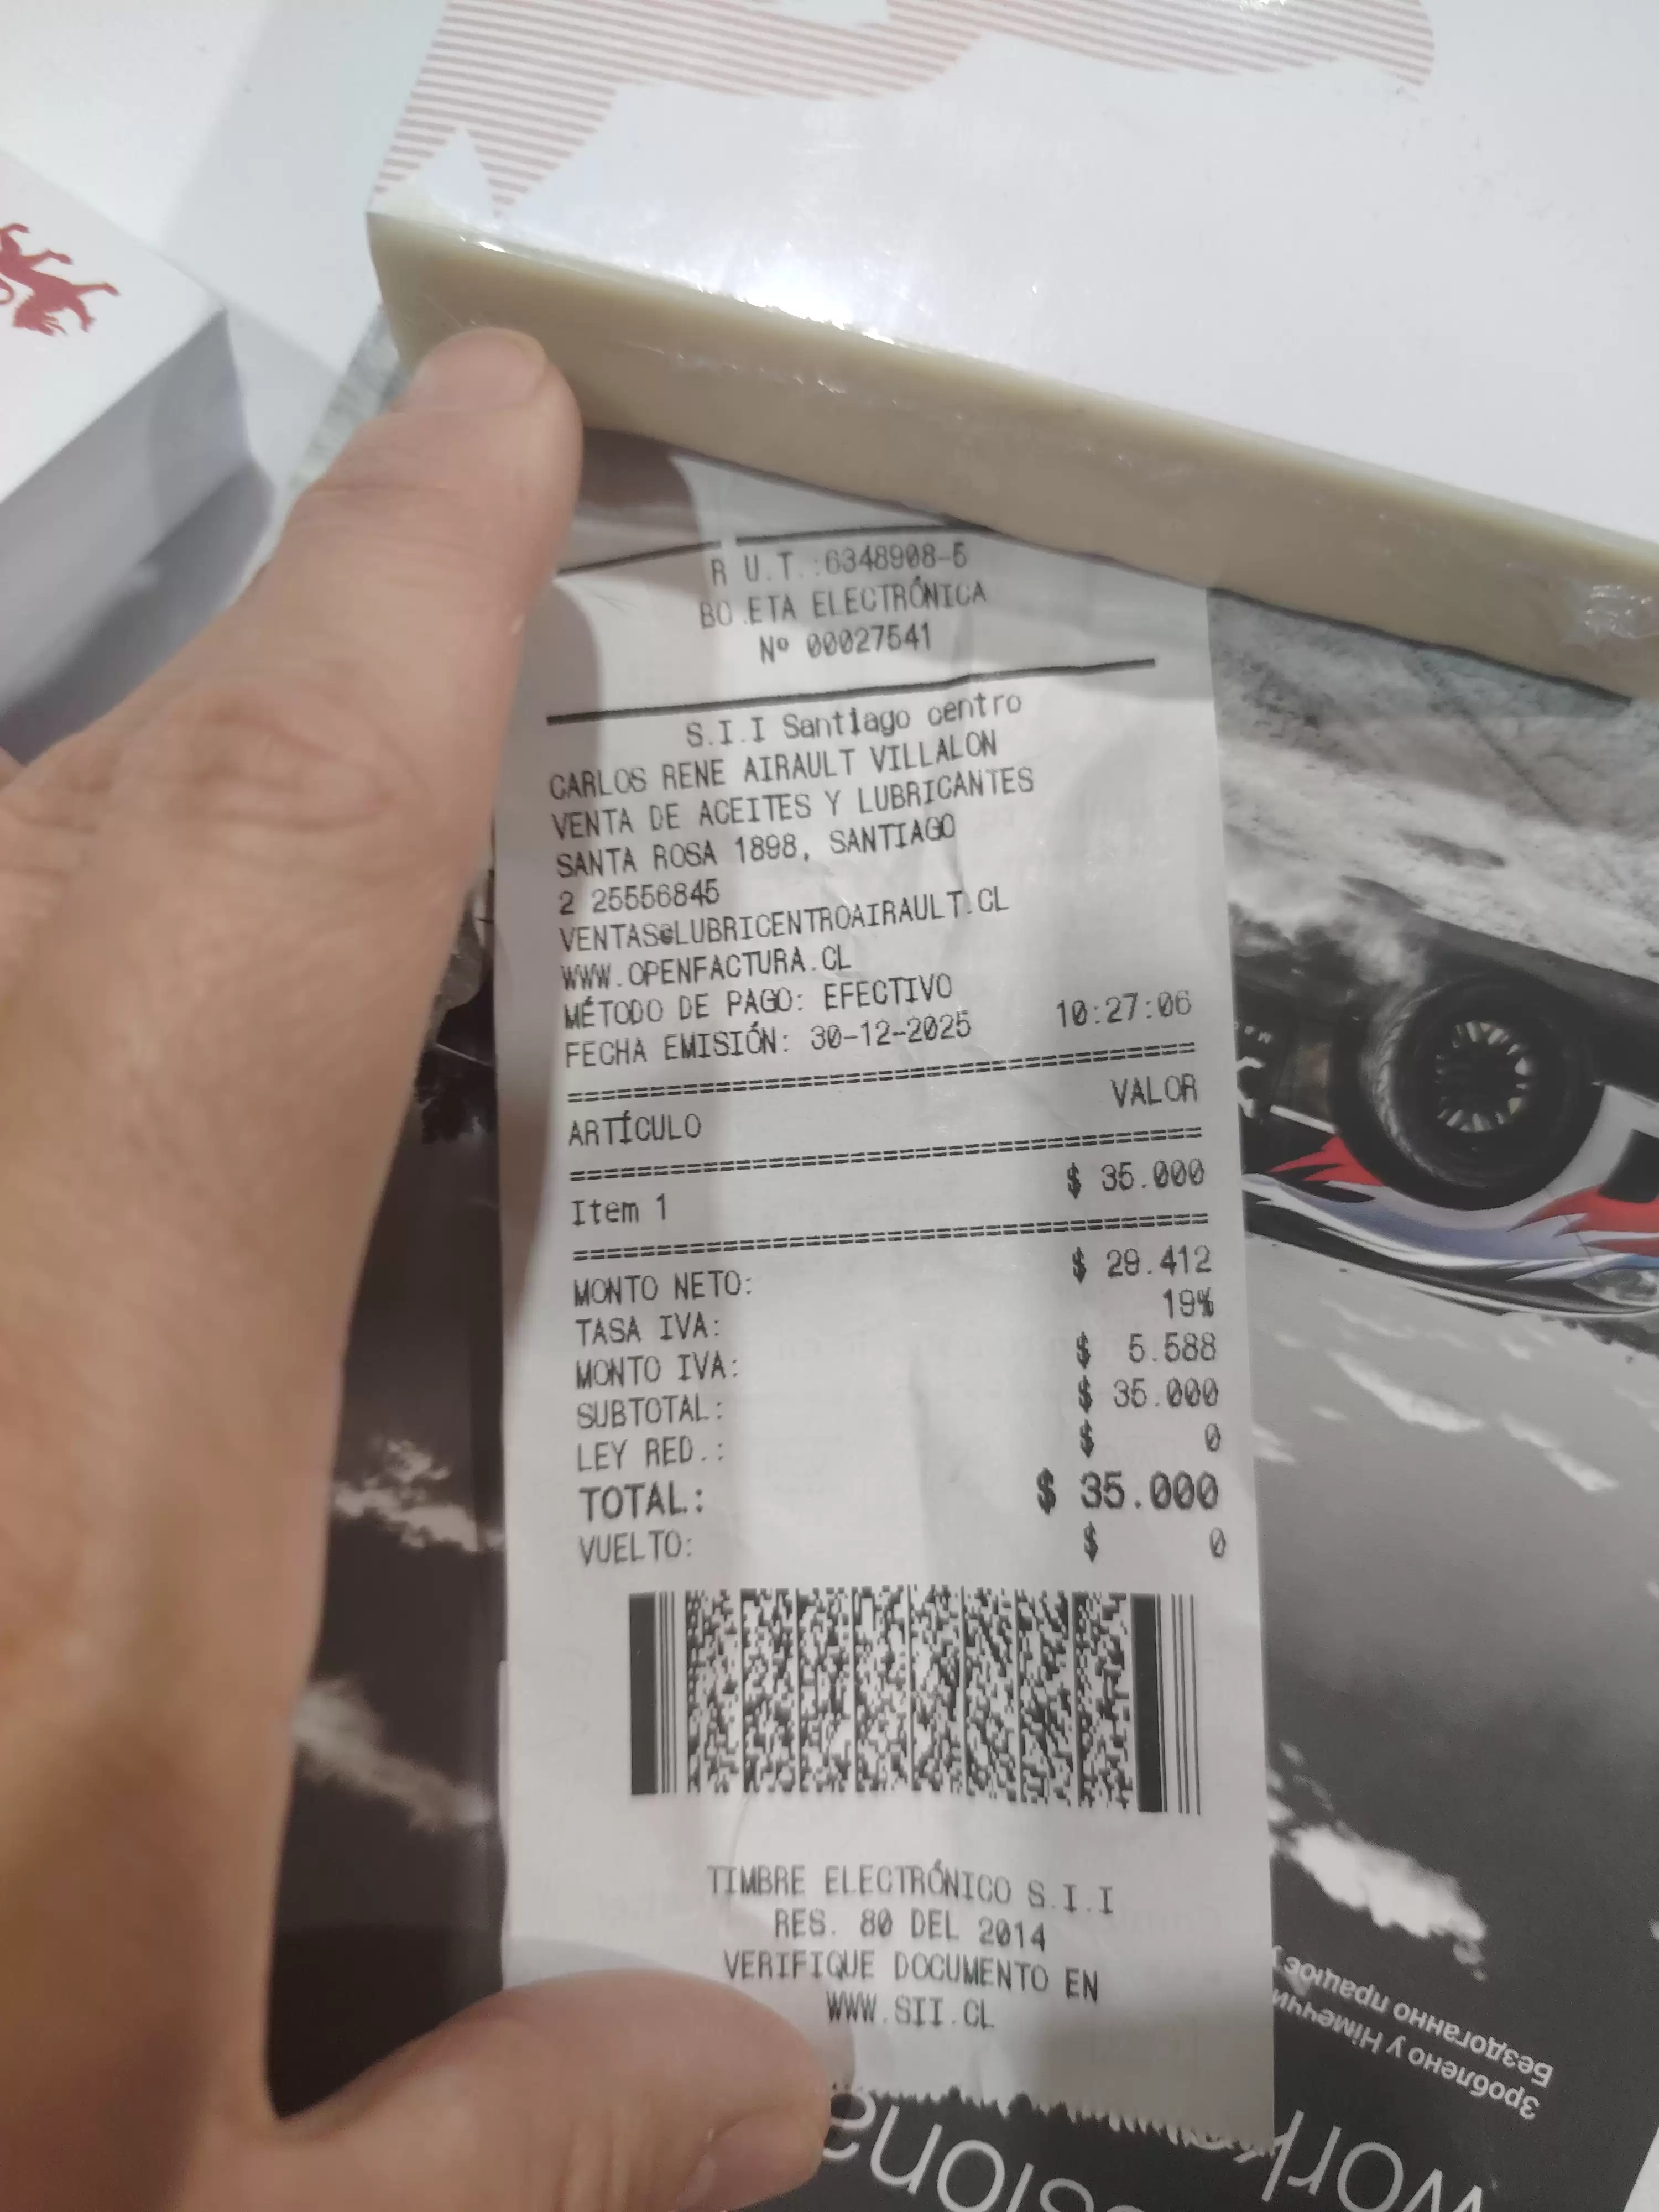 R U.T.:6348908-5
BO ETA ELECTRÓNICA
Nº 00027541
S.I.I Santiago centro
CARLOS RENE AIRAULT VILLALON
VENTA DE ACEITES Y LUBRICANTES
SANTA ROSA 1898, SANTIAGO
2 25556845
VENTAS@LUBRICENTROAIRAULT.CL
WWW.OPENFACTURA.CL
MÉTODO DE PAGO: EFECTIVO
FECHA EMISIÓN: 30-12-2025 10:27:06
===================================
ARTÍCULO VALOR
===================================
Item 1 $ 35.000
===================================
MONTO NETO: $ 29.412
TASA IVA: 19%
MONTO IVA: $ 5.588
SUBTOTAL: $ 35.000
LEY RED.: $ 0
TOTAL: $ 35.000
VUELTO: $ 0
TIMBRE ELECTRÓNICO S.I.I
RES. 80 DEL 2014
VERIFIQUE DOCUMENTO EN
WWW.SII.CL
Зроблено у
Бездоганно працює